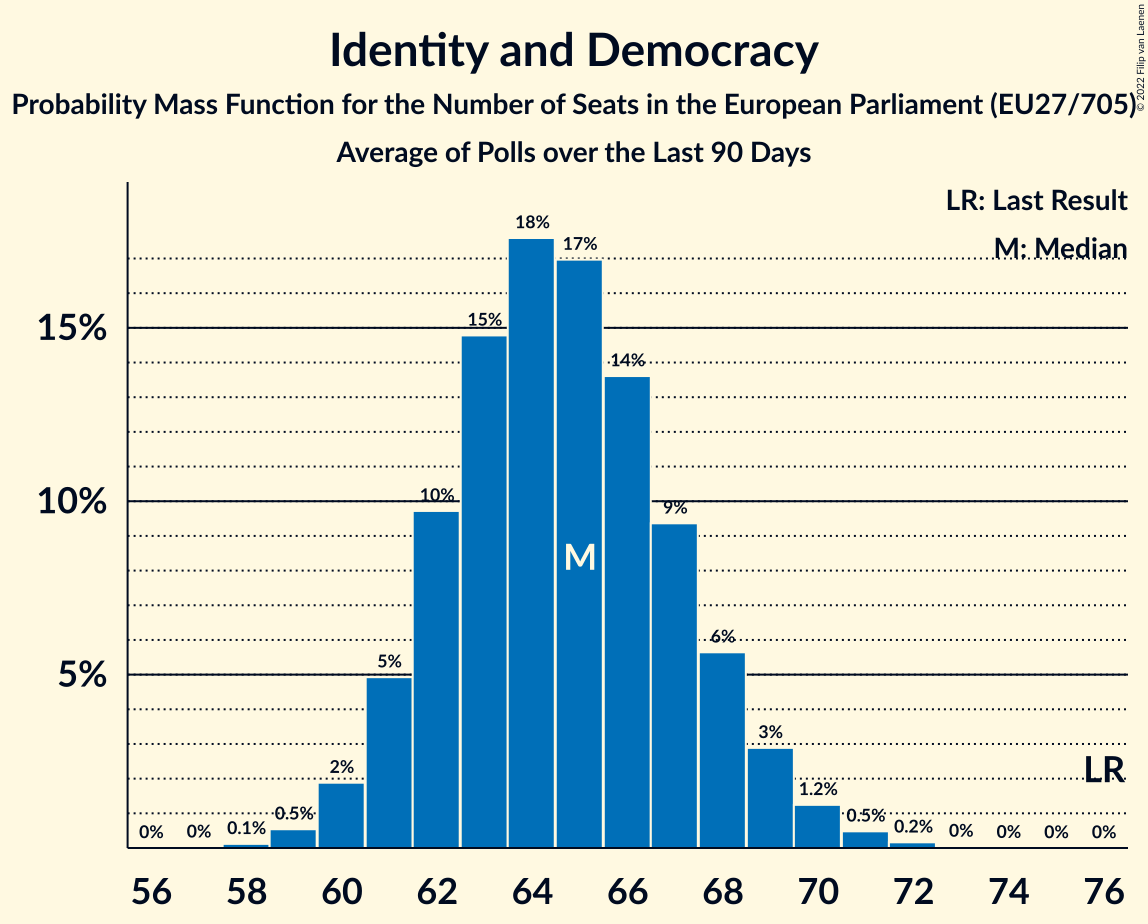 Identity and Democracy
Probability Mass Function for the Number of Seats in the European Parliament (EU27/705)
Average of Polls over the Last 90 Days
© 2022 Filip van Laenen
LR: Last Result
M: Median
15%
10%
5%
0%
0%
0.1%
0.5%
2%
5%
10%
15%
18%
17%
14%
9%
6%
3%
1.2%
0.5%
0.2%
0%
0%
0%
0%
M
LR
56 58 60 62 64 66 68 70 72 74 76